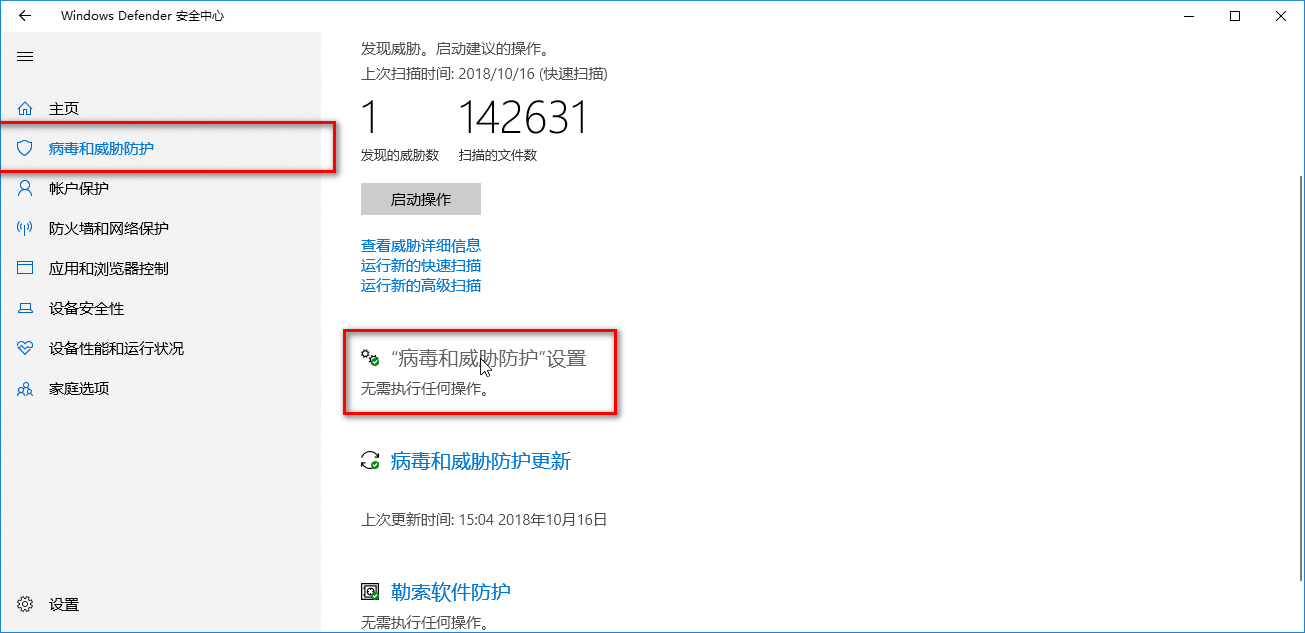 Windows Defender 安全中心
主页
病毒和威胁防护
帐户保护
防火墙和网络保护
应用和浏览器控制
设备安全性
设备性能和运行状况
家庭选项
设置
发现威胁。启动建议的操作。
上次扫描时间: 2018/10/16 (快速扫描)
1 142631
发现的威胁数 扫描的文件数
启动操作
查看威胁详细信息
运行新的快速扫描
运行新的高级扫描
“病毒和威胁防护”设置
无需执行任何操作。
病毒和威胁防护更新
上次更新时间: 15:04 2018年10月16日
勒索软件防护
无需执行任何操作。